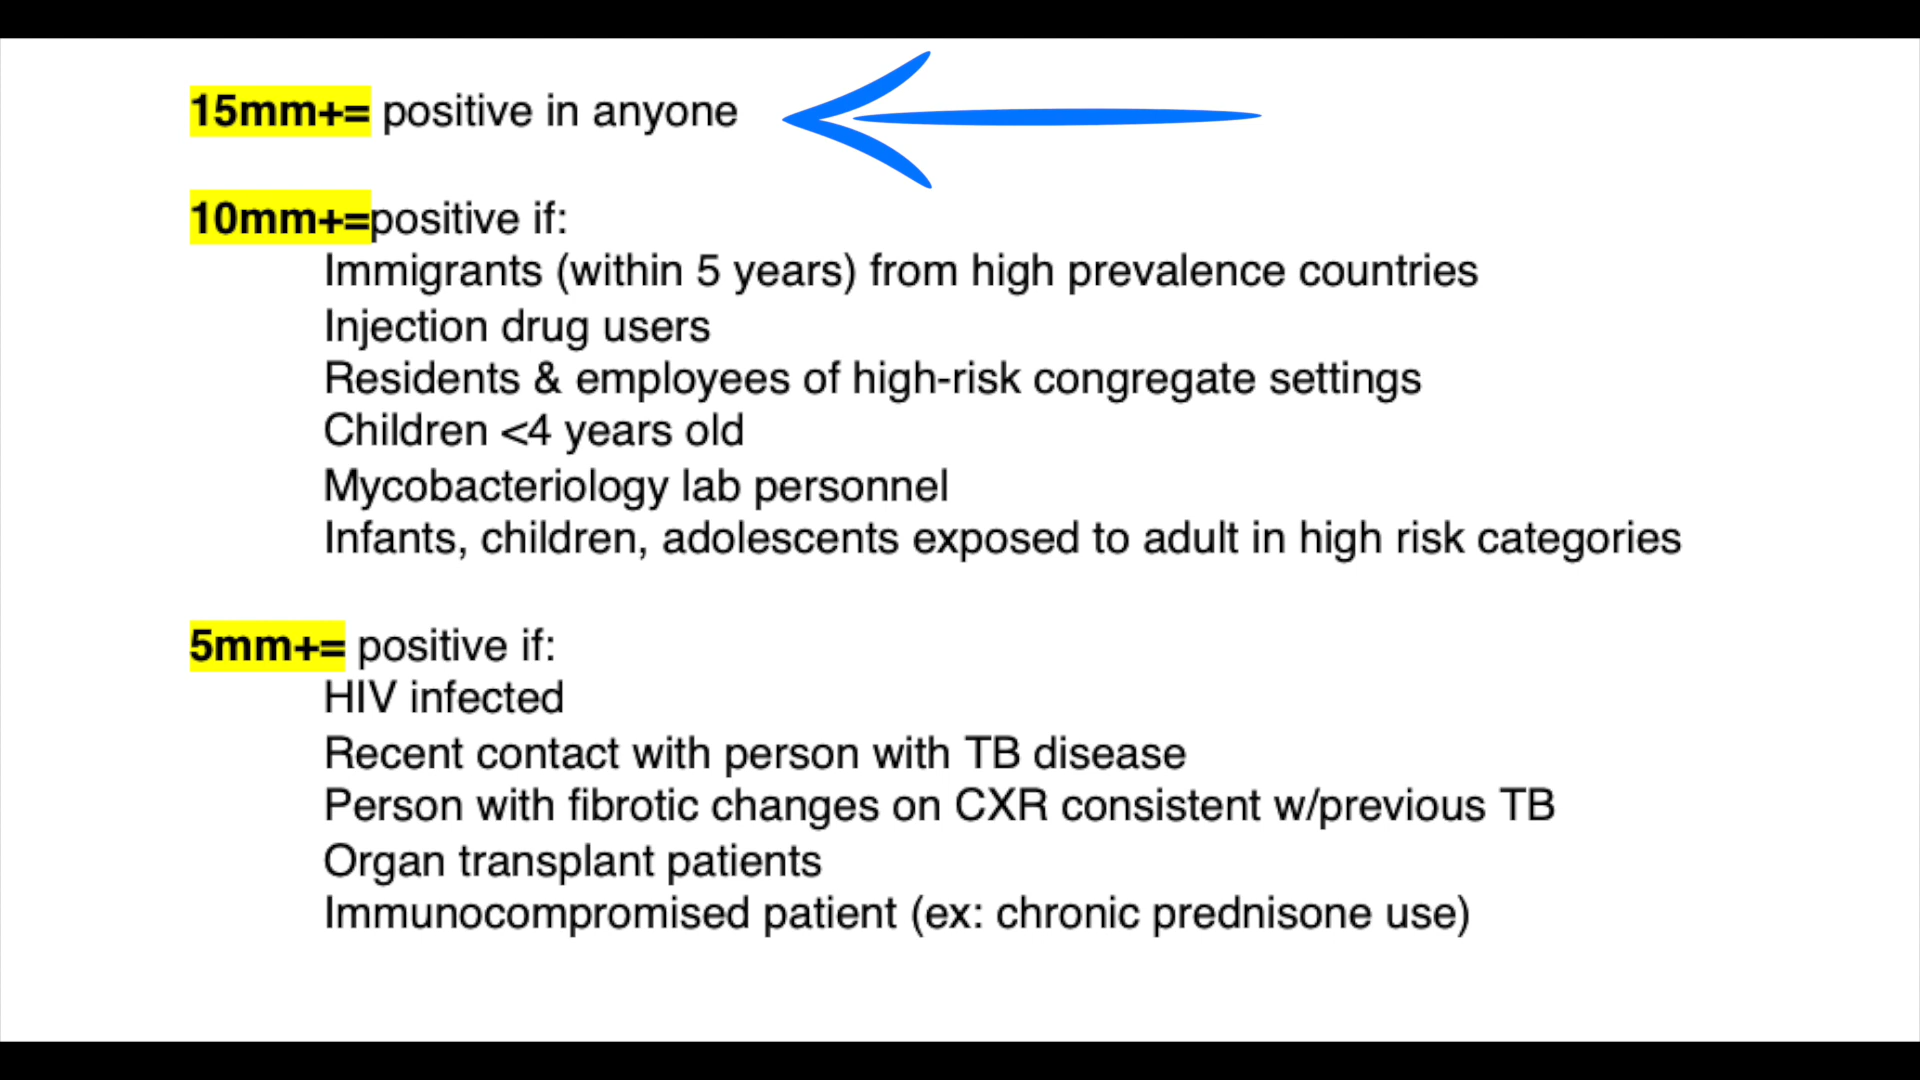 15mm+= positive in anyone
10mm+=positive if:
Immigrants (within 5 years) from high prevalence countries
Injection drug users
Residents & employees of high-risk congregate settings
Children <4 years old
Mycobacteriology lab personnel
Infants, children, adolescents exposed to adult in high risk categories
5mm+= positive if:
HIV infected
Recent contact with person with TB disease
Person with fibrotic changes on CXR consistent w/previous TB
Organ transplant patients
Immunocompromised patient (ex: chronic prednisone use)